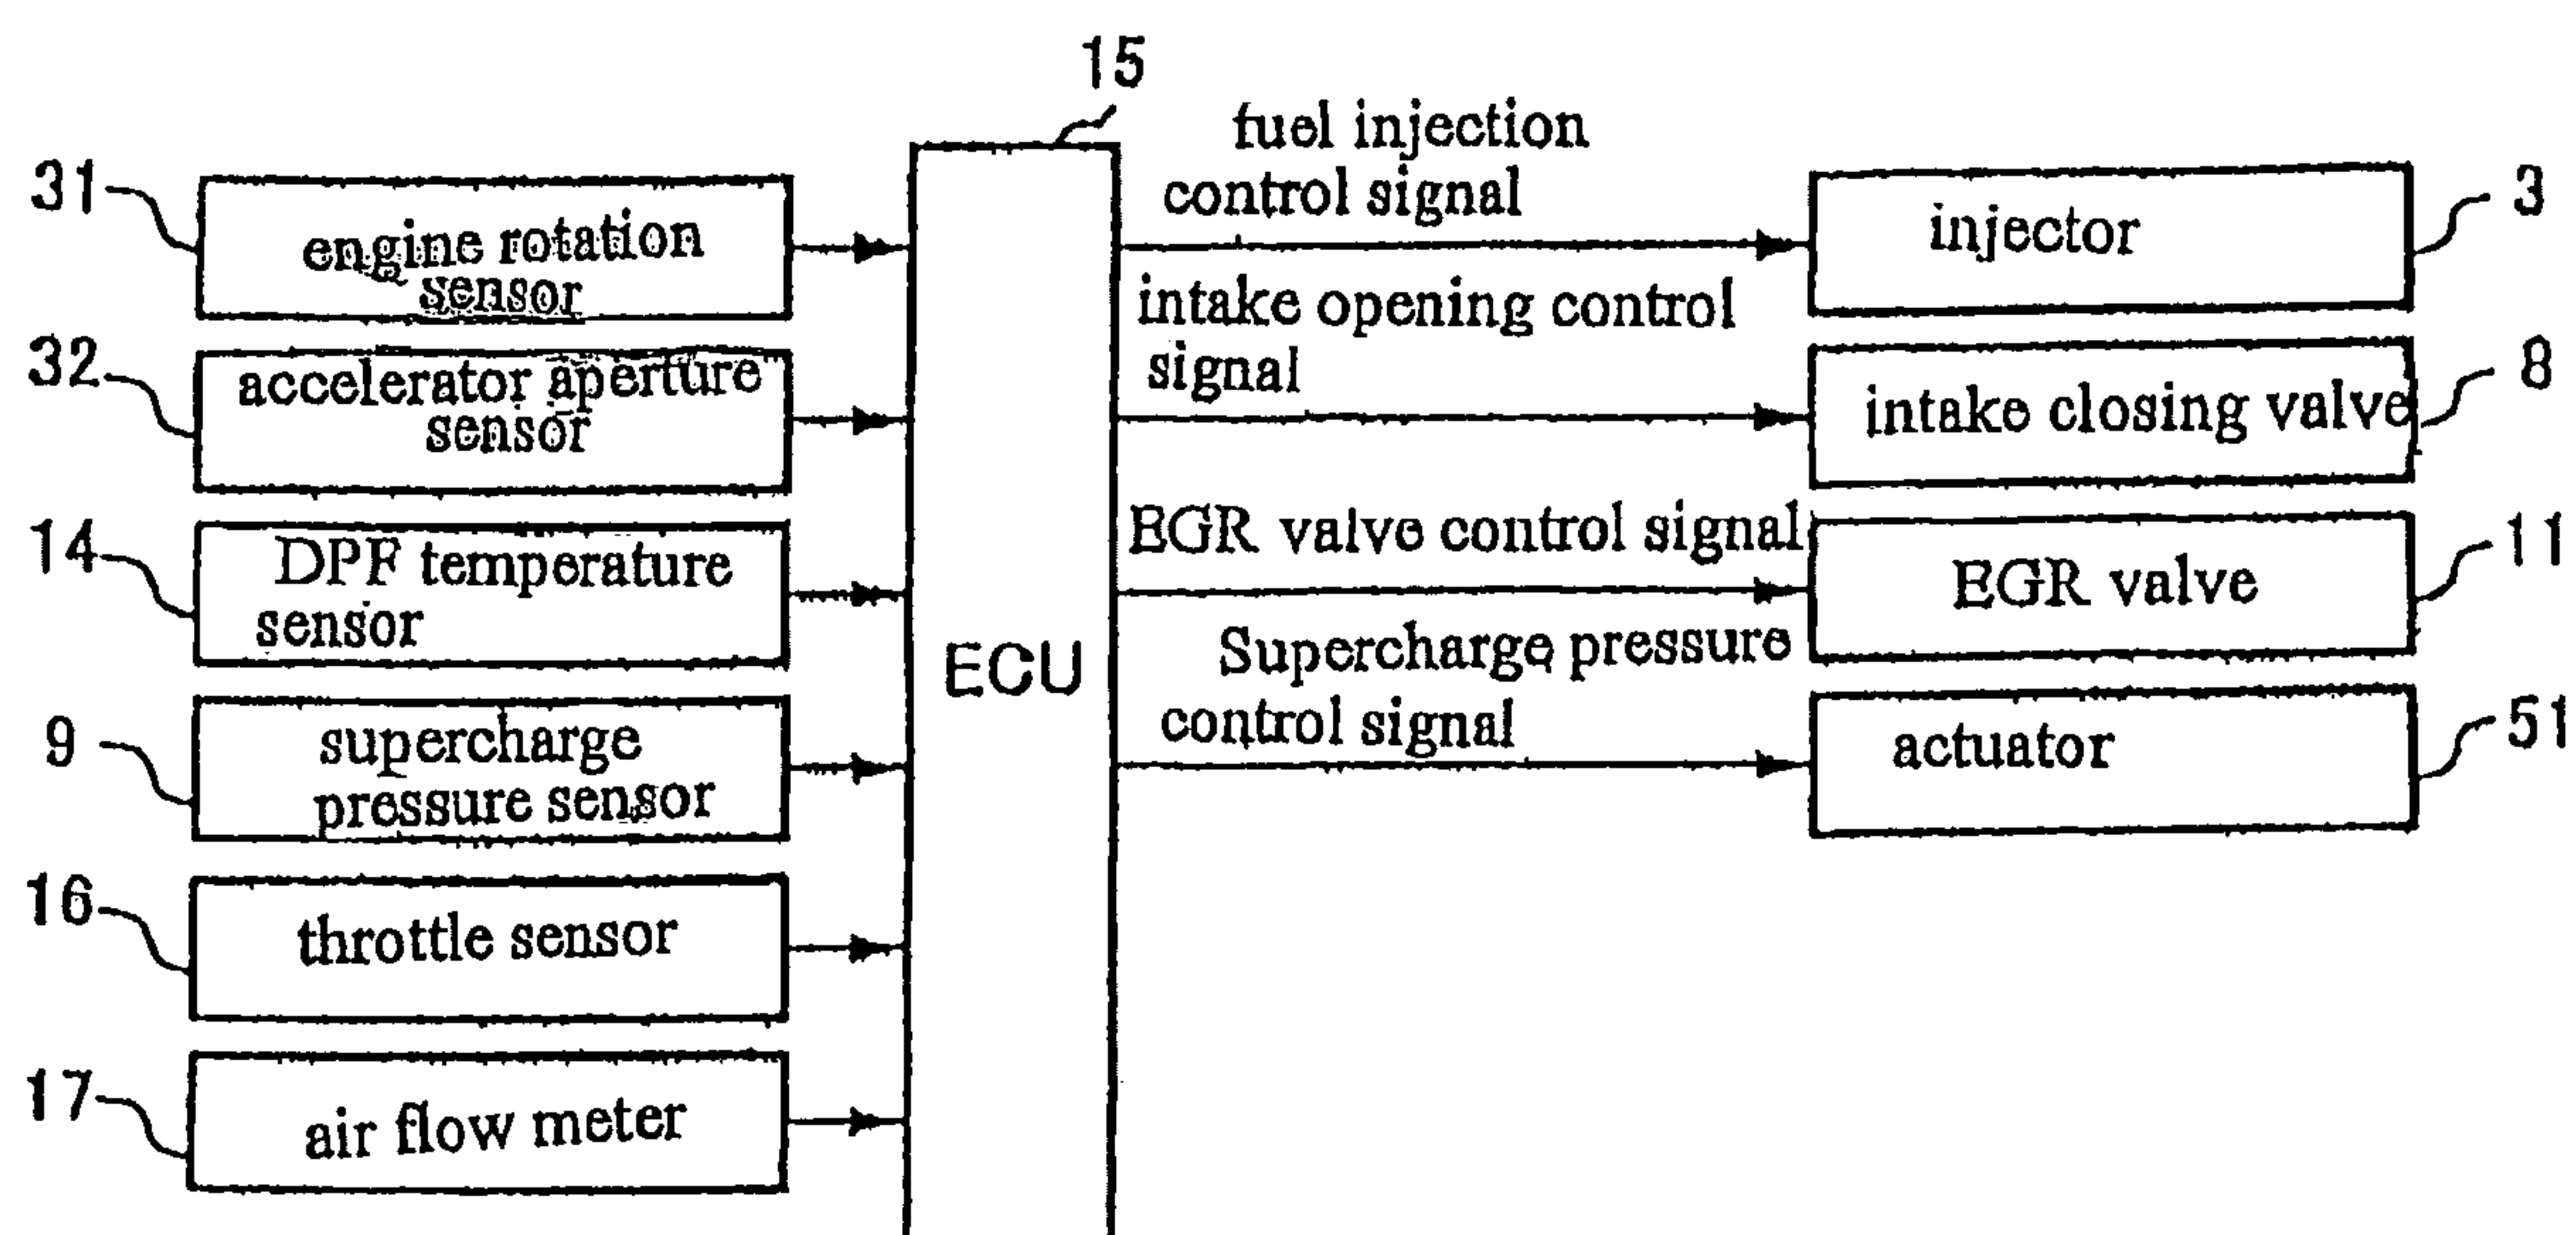 15
31
engine rotation
sensor
32
accelerator aperture
sensor
14
DPF temperature
sensor
9
supercharge
pressure sensor
16
throttle sensor
17
air flow meter
ECU
fuel injection
control signal
injector
3
intake opening control
signal
intake closing valve
8
EGR valve control signal
EGR valve
11
Supercharge pressure
control signal
actuator
51